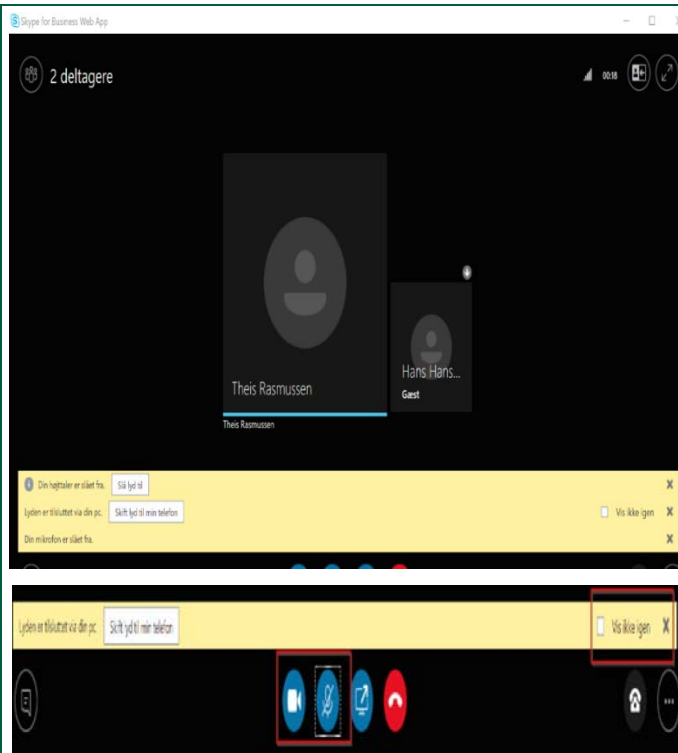 Skype for Business Web App
2 deltagere
00:18
Theis Rasmussen
Hans Hans...
Gæst
Theis Rasmussen
Din højttaler er slået fra. Slå lyd til
Lyden er tilsluttet via din pc. Skift lyd til min telefon Vis ikke igen
Din mikrofon er slået fra.
Lyden er tilsluttet via din pc. Skift lyd til min telefon Vis ikke igen